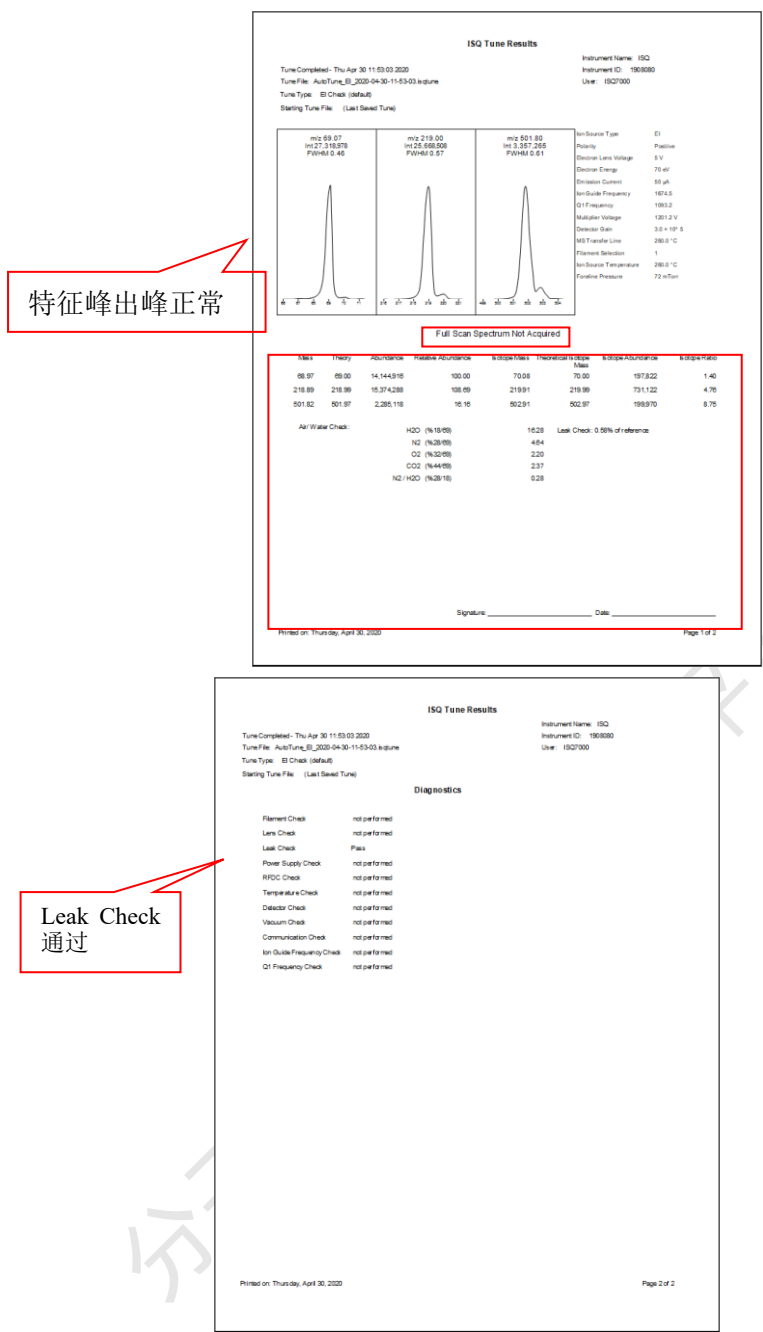 ISQ Tune Results
Instrument Name: ISQ
Tune Completed - Thu Apr 30 11:53:03 2020 Instrument ID: 1908080
Tune File: AutoTune_EI_2020-04-30-11-53-03.isqtune User: ISQ7000
Tune Type: EI Check (default)
Starting Tune File: (Last Saved Tune)
m/z 69.07
Int 27,318,978
FWHM 0.46
m/z 219.00
Int 25,668,508
FWHM 0.57
m/z 501.80
Int 3,357,265
FWHM 0.61
Ion Source Type EI
Polarity Positive
Electron Lens Voltage
Electron Energy 70 eV
Emission Current 50 µA
Ion Guide Frequency 1674.5
Q1 Frequency 1093.2
Multiplier Voltage 1201.2 V
Detector Gain
MS Transfer Line 280.0 °C
Filament Selection 1
Ion Source Temperature 280.0 °C
Foreline Pressure 72 mTorr
特征峰出峰正常
Full Scan Spectrum Not Acquired
Mass Theory Abundance Relative Abundance Isotope Mass Theoretical Isotope Mass Isotope Abundance Isotope Ratio
68.97 69.00 14,144,916 100.00 70.08 70.00 197,822 1.40
218.89 218.99 15,374,288 108.69 219.91 219.99 731,122 4.76
501.82 501.97 2,285,118 16.16 502.91 502.97 199,970 8.75
Air/ Water Check: H2O (%18/69) 16.28 Leak Check: 0.58% of reference
N2 (%28/69) 4.64
O2 (%32/69) 2.20
CO2 (%44/69) 2.37
N2 / H2O (%28/18) 0.28
Signature: Date:
Printed on: Thursday, April 30, 2020 Page 1 of 2
ISQ Tune Results
Instrument Name: ISQ
Tune Completed - Thu Apr 30 11:53:03 2020 Instrument ID: 1908080
Tune File: AutoTune_EI_2020-04-30-11-53-03.isqtune User: ISQ7000
Tune Type: EI Check (default)
Starting Tune File: (Last Saved Tune)
Diagnostics
Filament Check not performed
Lens Check not performed
Leak Check Pass
Power Supply Check not performed
RFDC Check not performed
Temperature Check not performed
Detector Check not performed
Vacuum Check not performed
Communication Check not performed
Ion Guide Frequency Check not performed
Q1 Frequency Check not performed
Leak Check
通过
Printed on: Thursday, April 30, 2020 Page 2 of 2